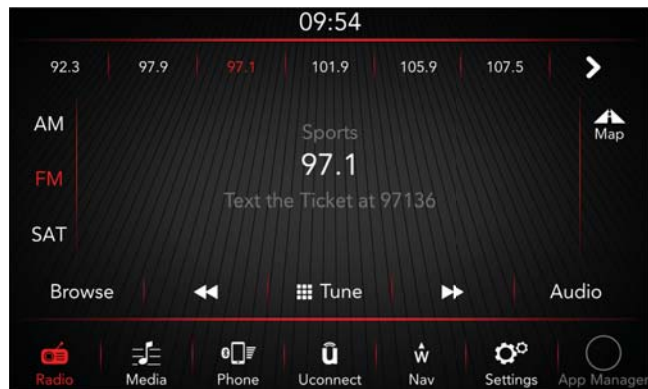 09:54
92.3 97.9 97.1 101.9 105.9 107.5
AM
Map
Sports
97.1
FM
Text the Ticket at 97136
SAT
Browse Tune Audio
Radio Media Phone Uconnect Nav Settings App Manager